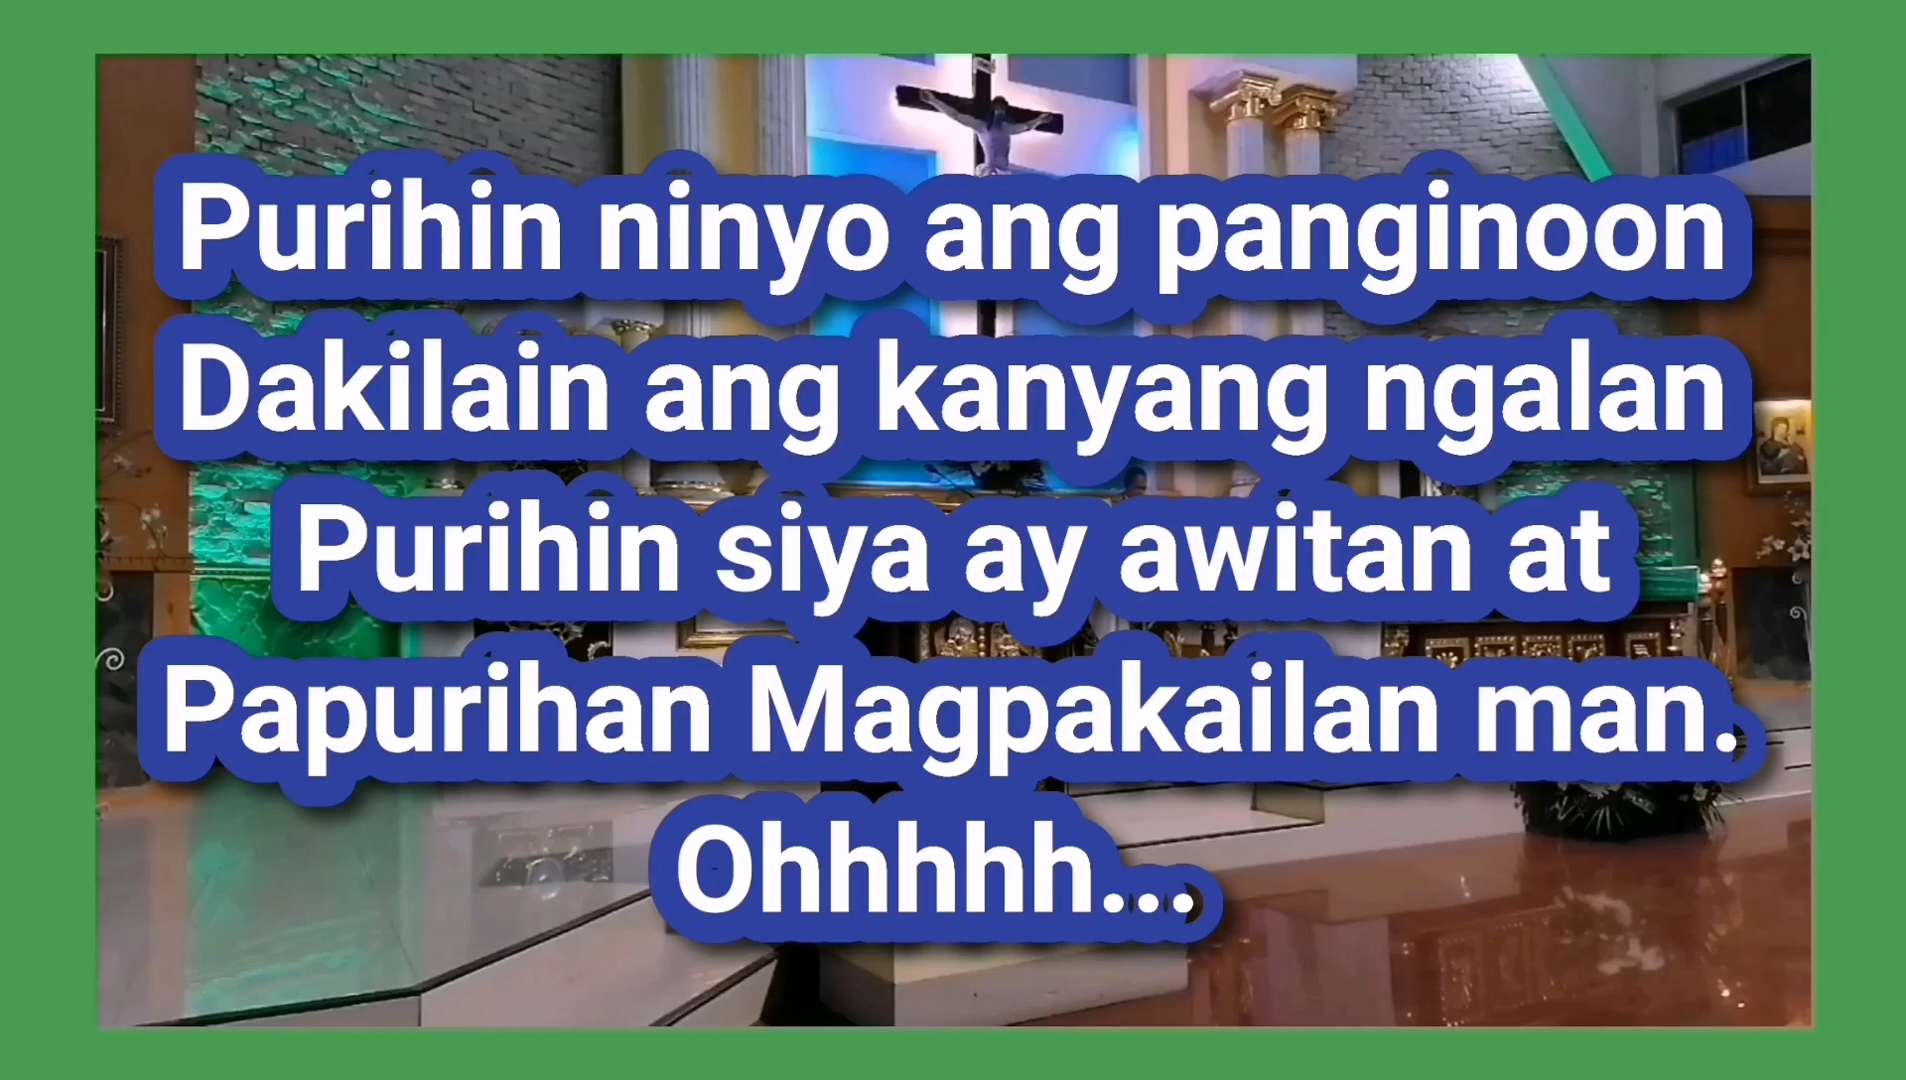 Purihin ninyo ang panginoon
Dakilain ang kanyang ngalan
Purihin siya ay awitan at
Papurihan Magpakailan man.
Ohhhhh...